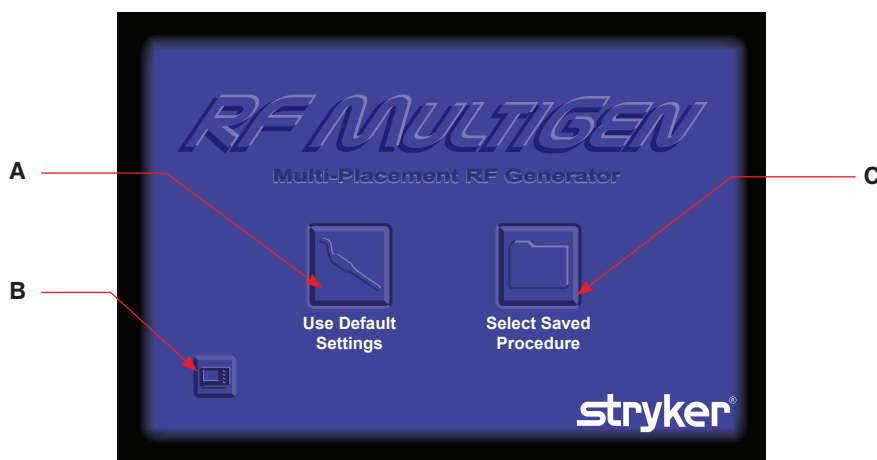 RF MULTIGEN
Multi-Placement RF Generator
A
C
B
Use Default
Settings
Select Saved
Procedure
stryker®